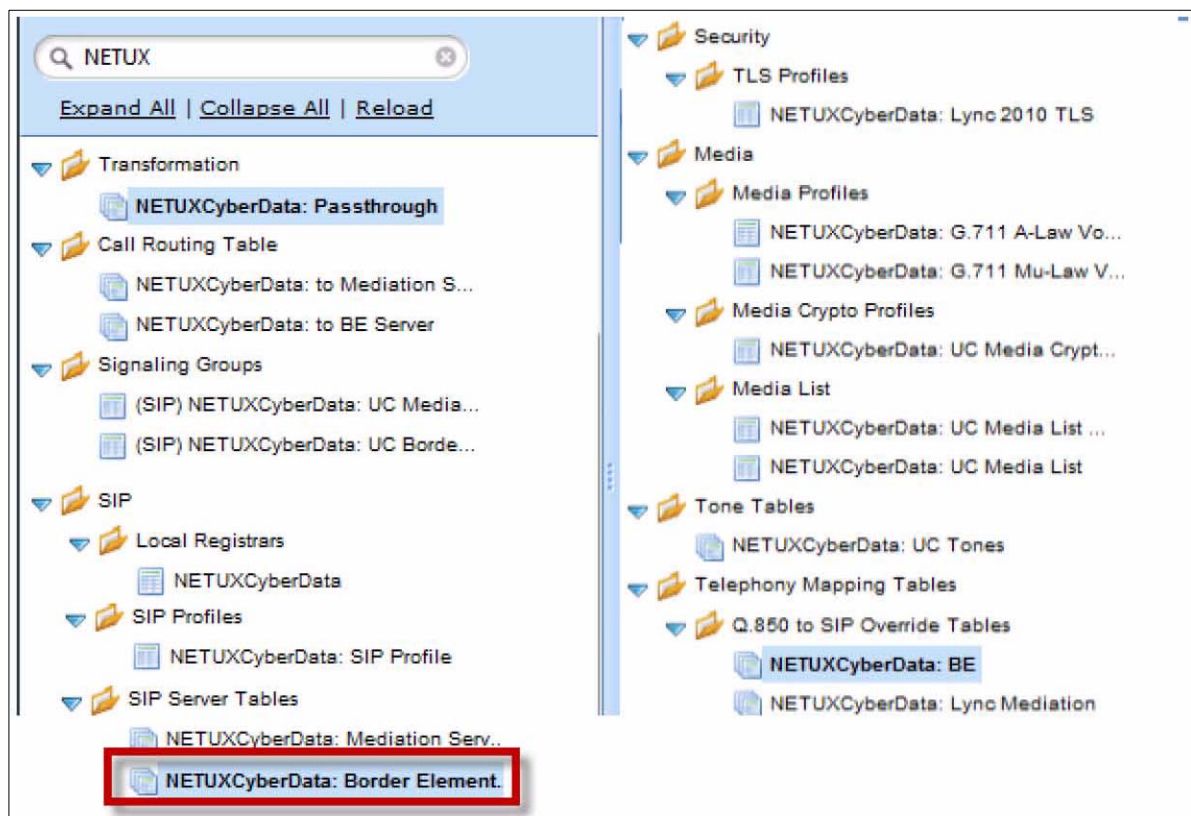 NETUX
Expand All | Collapse All | Reload
Transformation
NETUXCyberData: Passthrough
Call Routing Table
NETUXCyberData: to Mediation S...
NETUXCyberData: to BE Server
Signaling Groups
(SIP) NETUXCyberData: UC Media...
(SIP) NETUXCyberData: UC Borde...
SIP
Local Registrars
NETUXCyberData
SIP Profiles
NETUXCyberData: SIP Profile
SIP Server Tables
NETUXCyberData: Mediation Serv..
NETUXCyberData: Border Element.
Security
TLS Profiles
NETUXCyberData: Lync 2010 TLS
Media
Media Profiles
NETUXCyberData: G.711 A-Law Vo...
NETUXCyberData: G.711 Mu-Law V...
Media Crypto Profiles
NETUXCyberData: UC Media Crypt...
Media List
NETUXCyberData: UC Media List ...
NETUXCyberData: UC Media List
Tone Tables
NETUXCyberData: UC Tones
Telephony Mapping Tables
Q.850 to SIP Override Tables
NETUXCyberData: BE
NETUXCyberData: Lync Mediation